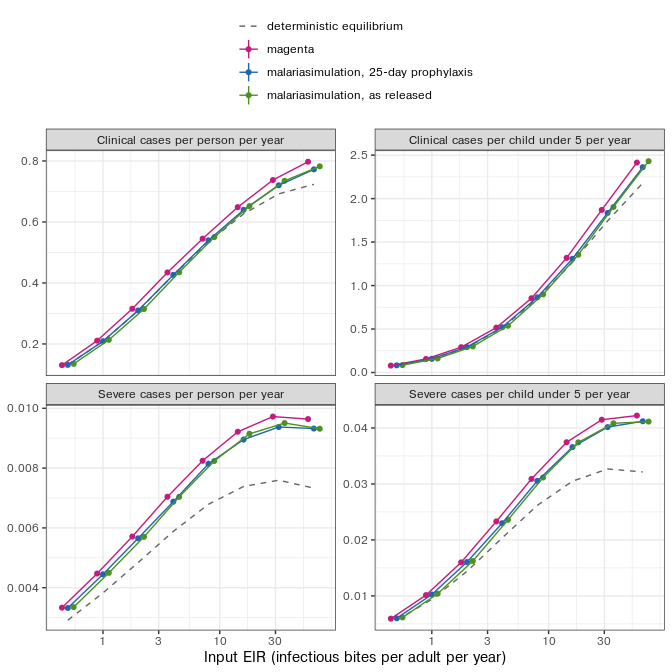 deterministic equilibrium
magenta
malariasimulation, 25-day prophylaxis
malariasimulation, as released
Clinical cases per person per year
Clinical cases per child under 5 per year
0.8
0.6
0.4
0.2
2.5
2.0
1.5
1.0
0.5
0.0
Severe cases per person per year
Severe cases per child under 5 per year
0.010
0.008
0.006
0.004
0.04
0.03
0.02
0.01
1 3 10 30
1 3 10 30
Input EIR (infectious bites per adult per year)